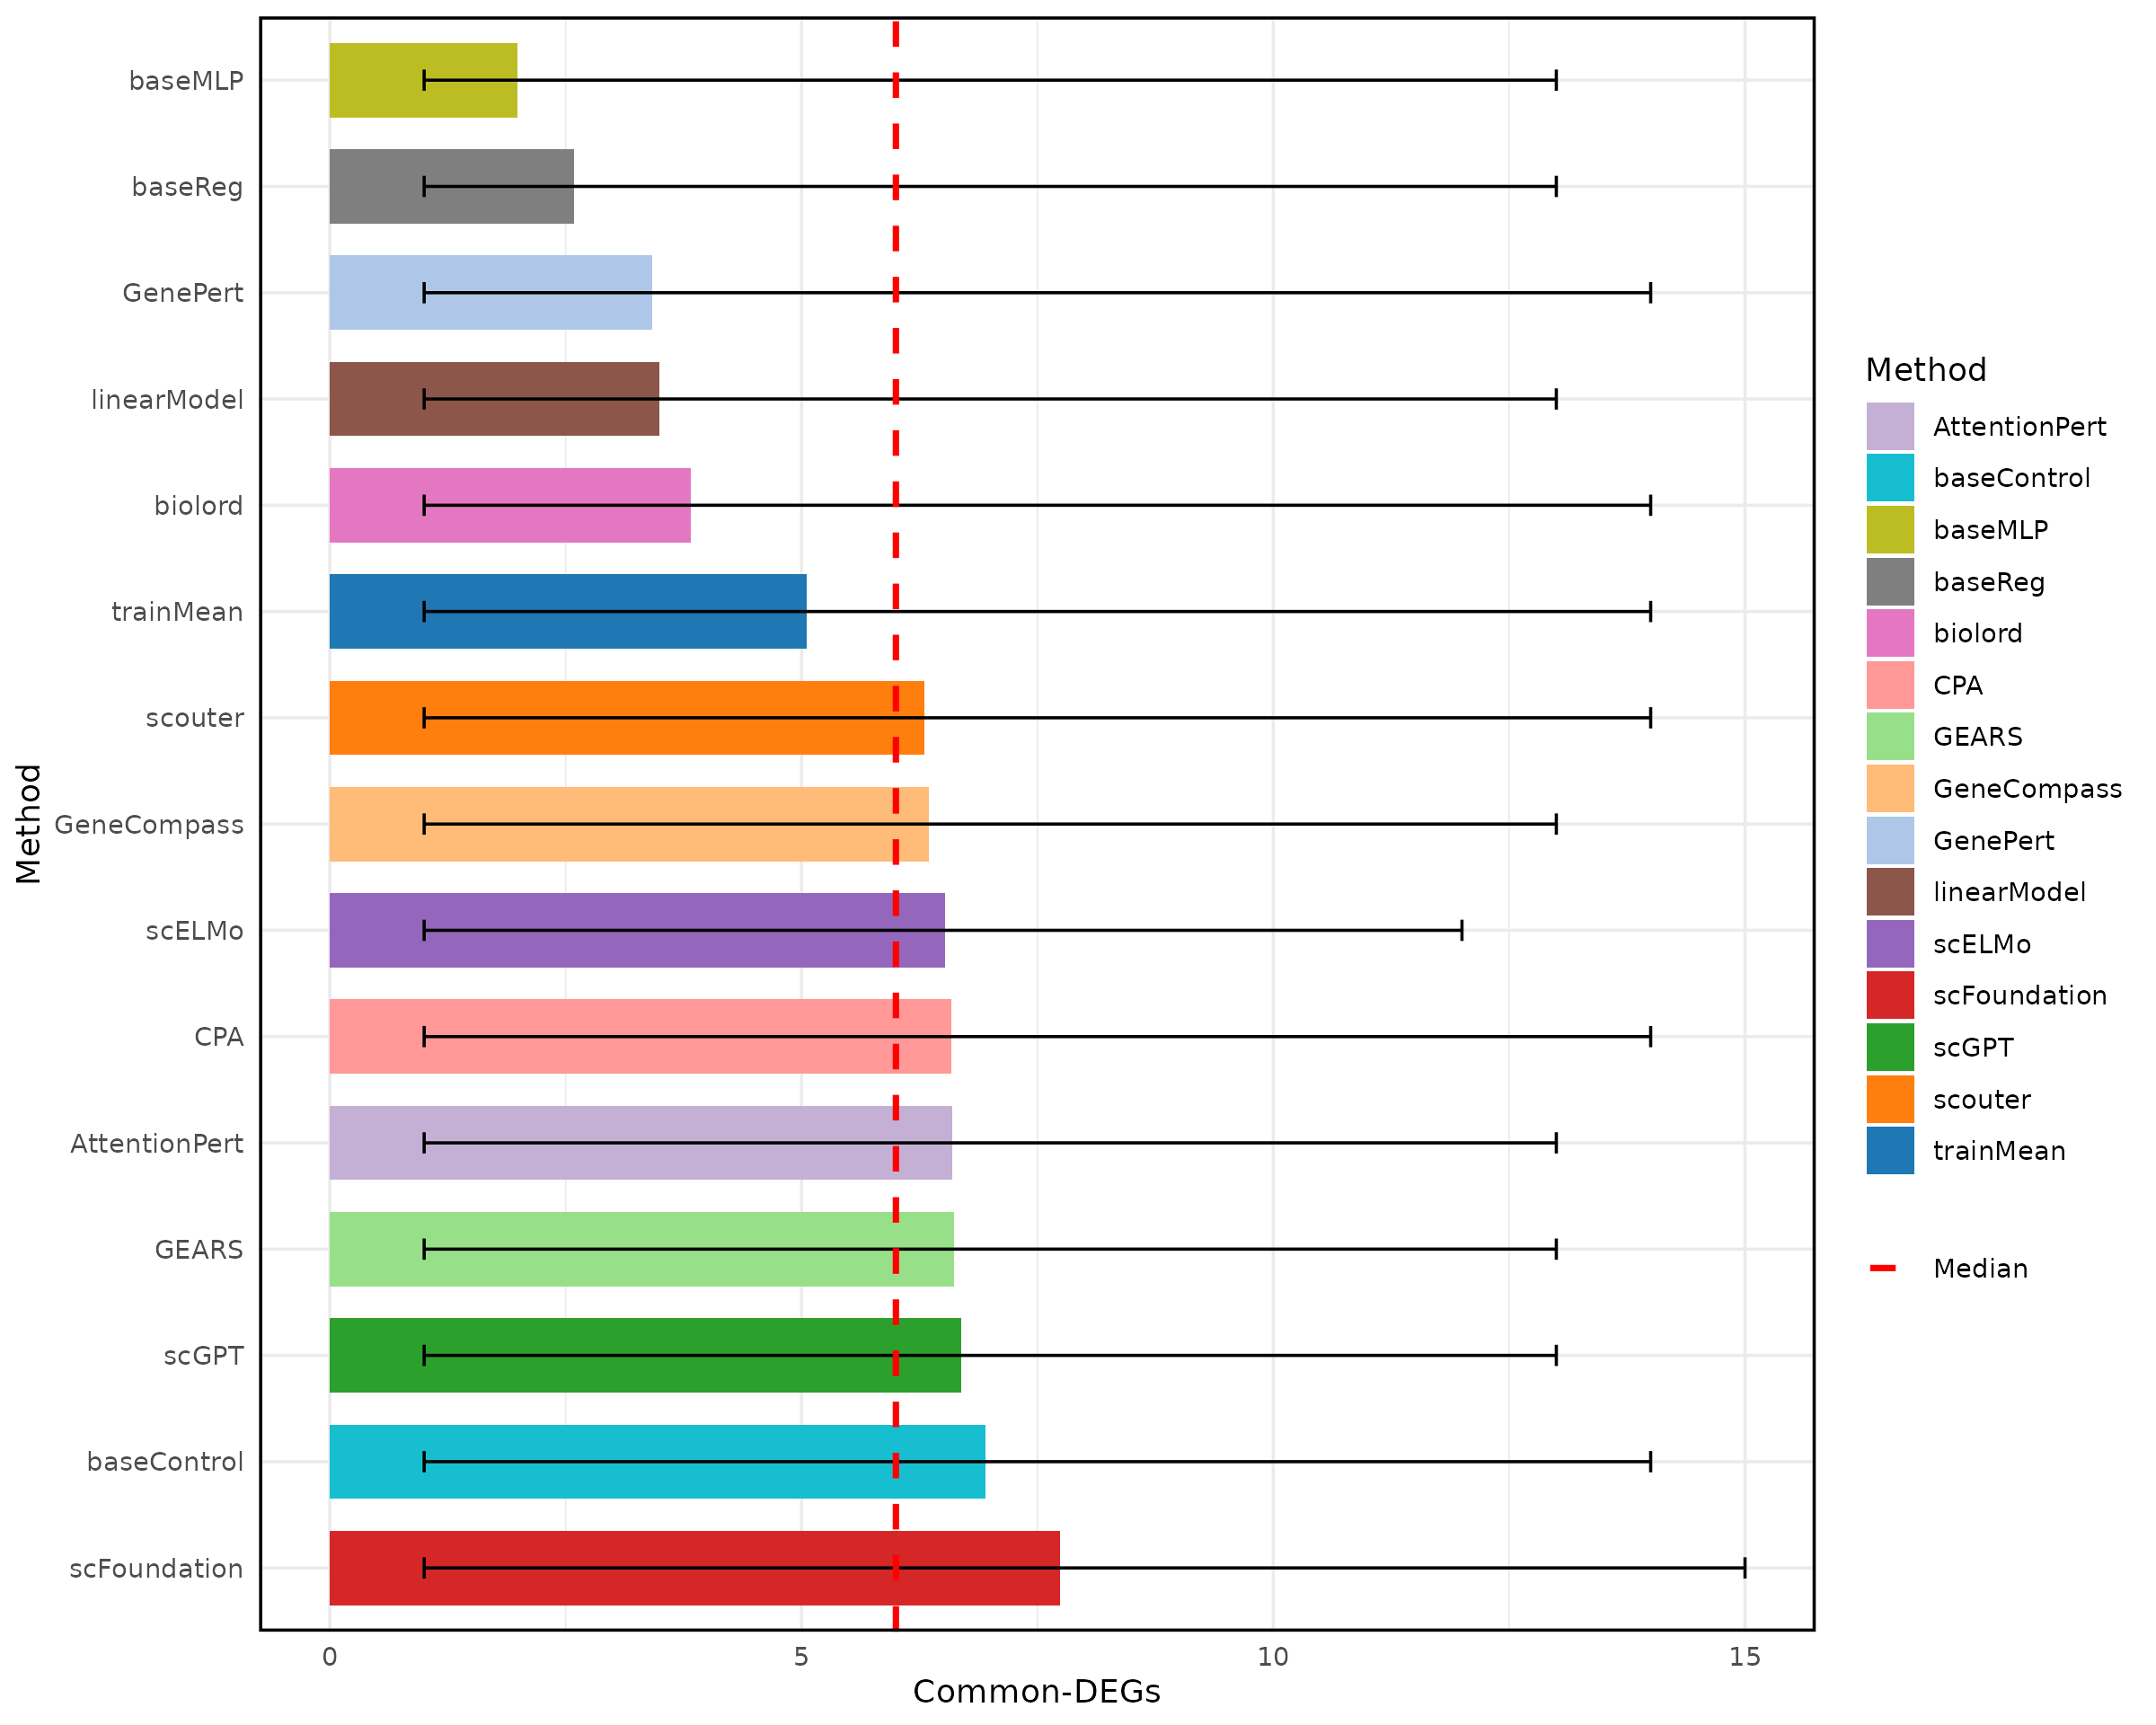 Method
baseMLP
baseReg
GenePert
linearModel
biolord
trainMean
scouter
GeneCompass
scELMo
CPA
AttentionPert
GEARS
scGPT
baseControl
scFoundation
0 5 10 15
Common-DEGs
Method
AttentionPert
baseControl
baseMLP
baseReg
biolord
CPA
GEARS
GeneCompass
GenePert
linearModel
scELMo
scFoundation
scGPT
scouter
trainMean
Median